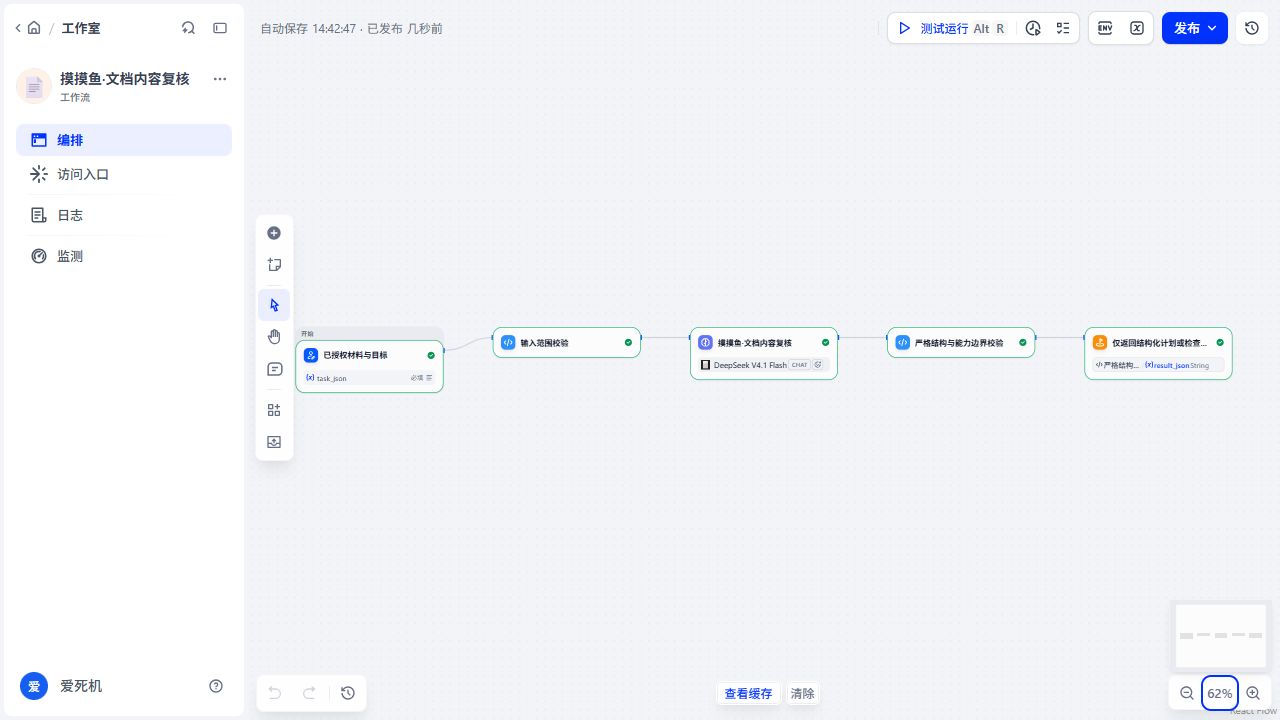 工作室
摸摸鱼·文档内容复核
工作流
编排
访问入口
日志
监测
爱 爱死机
自动保存 14:42:47 · 已发布 几秒前
测试运行 Alt R
ENV
发布
开始
已授权材料与目标
{x} task_json 必填
输入范围校验
摸摸鱼·文档内容复核
DeepSeek V4.1 Flash CHAT
严格结构与能力边界校验
仅返回结构化计划或检查...
严格结构... {x} result_json String
查看缓存 清除
62%
React Flow